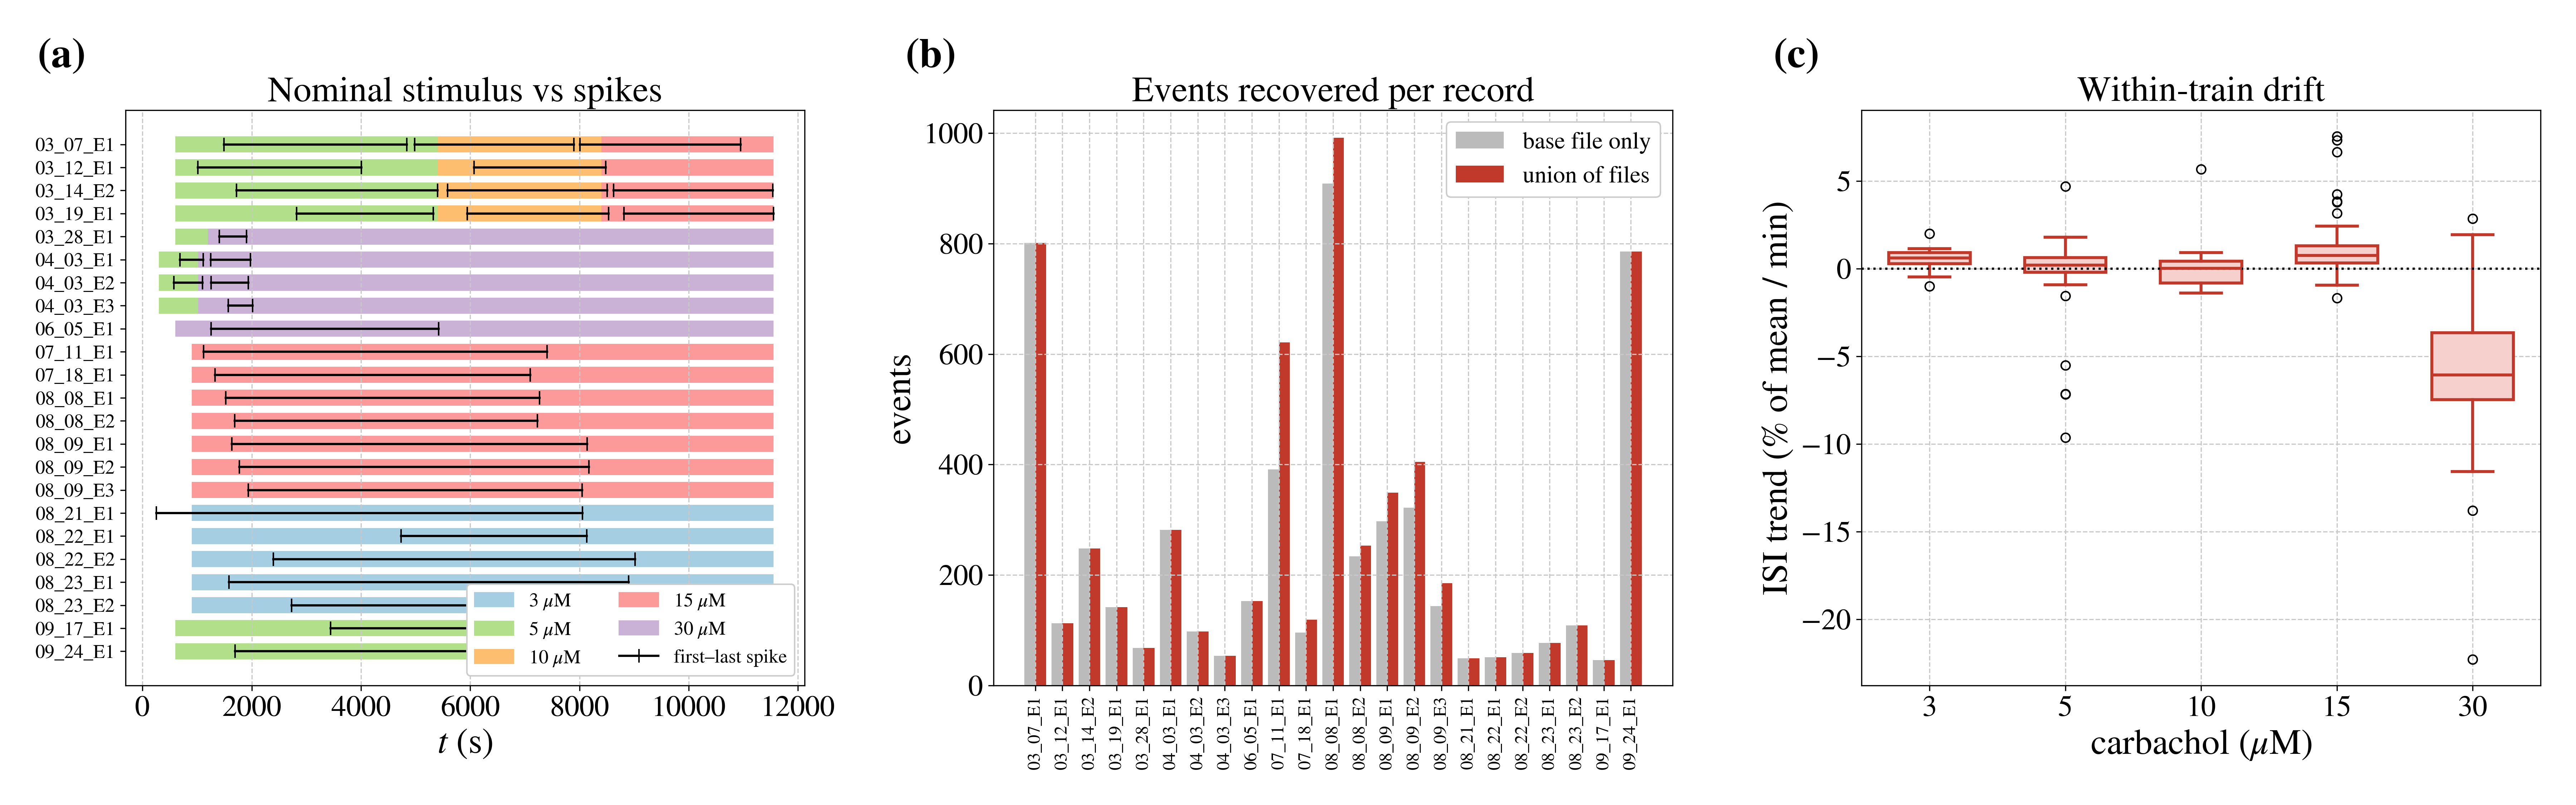 (a)
Nominal stimulus vs spikes
03_07_E1
03_12_E1
03_14_E2
03_19_E1
03_28_E1
04_03_E1
04_03_E2
04_03_E3
06_05_E1
07_11_E1
07_18_E1
08_08_E1
08_08_E2
08_09_E1
08_09_E2
08_09_E3
08_21_E1
08_22_E1
08_22_E2
08_23_E1
08_23_E2
09_17_E1
09_24_E1
3 μM
5 μM
10 μM
15 μM
30 μM
first–last spike
0 2000 4000 6000 8000 10000 12000
t (s)
(b)
Events recovered per record
events
1000
800
600
400
200
0
base file only
union of files
03_07_E1
03_12_E1
03_14_E2
03_19_E1
03_28_E1
04_03_E1
04_03_E2
04_03_E3
06_05_E1
07_11_E1
07_18_E1
08_08_E1
08_08_E2
08_09_E1
08_09_E2
08_09_E3
08_21_E1
08_22_E1
08_22_E2
08_23_E1
08_23_E2
09_17_E1
09_24_E1
(c)
Within-train drift
ISI trend (% of mean / min)
5
0
−5
−10
−15
−20
3 5 10 15 30
carbachol (μM)